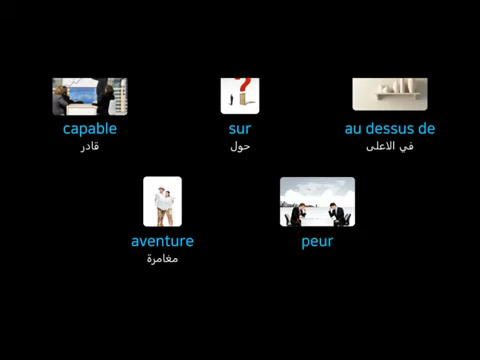 capable
قادر
sur
حول
au dessus de
في الاعلى
aventure
مغامرة
peur